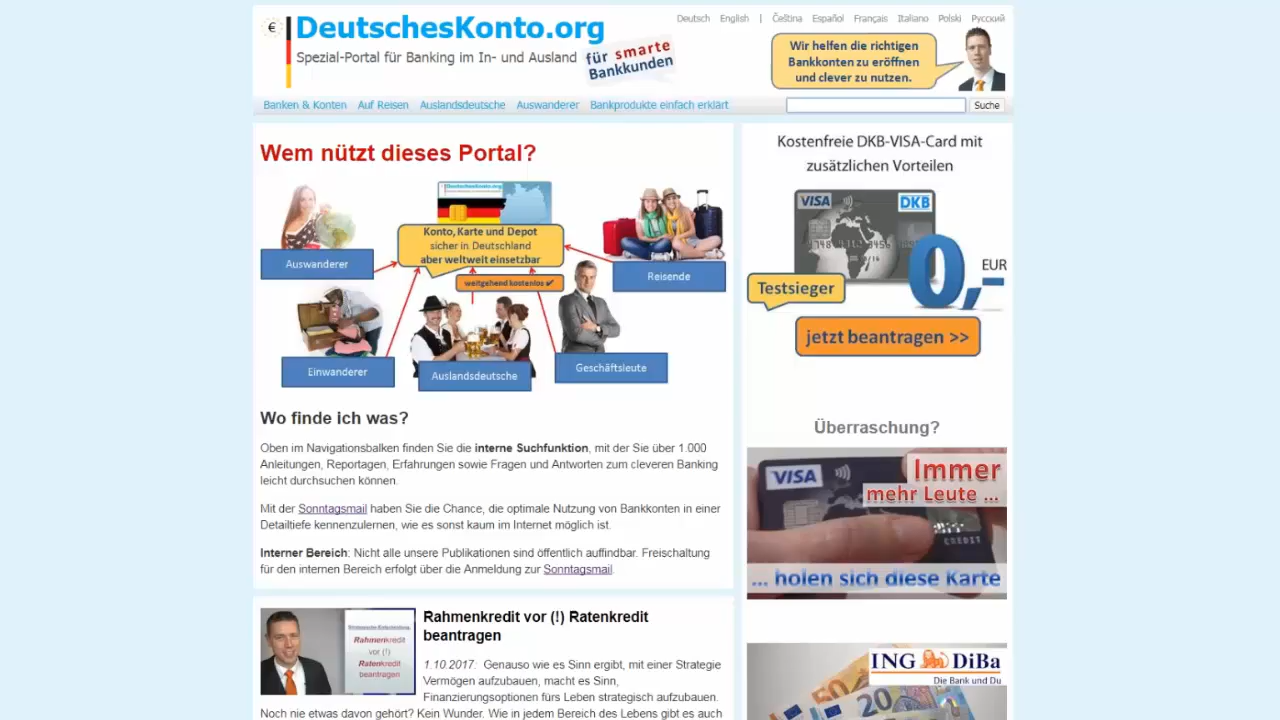 €
DeutschesKonto.org
Spezial-Portal für Banking im In- und Ausland
für smarte
Bankkunden
Deutsch English | Čeština Español Français Italiano Polski Русский
Wir helfen die richtigen
Bankkonten zu eröffnen
und clever zu nutzen.
Banken & Konten Auf Reisen Auslandsdeutsche Auswanderer Bankprodukte einfach erklärt
Suche
Wem nützt dieses Portal?
DeutschesKonto.org
Konto, Karte und Depot
sicher in Deutschland
aber weltweit einsetzbar
weitgehend kostenlos ✔
Auswanderer
Reisende
Einwanderer
Auslandsdeutsche
Geschäftsleute
Wo finde ich was?
Oben im Navigationsbalken finden Sie die interne Suchfunktion, mit der Sie über 1.000
Anleitungen, Reportagen, Erfahrungen sowie Fragen und Antworten zum cleveren Banking
leicht durchsuchen können.
Mit der Sonntagsmail haben Sie die Chance, die optimale Nutzung von Bankkonten in einer
Detailtiefe kennenzulernen, wie es sonst kaum im Internet möglich ist.
Interner Bereich: Nicht alle unsere Publikationen sind öffentlich auffindbar. Freischaltung
für den internen Bereich erfolgt über die Anmeldung zur Sonntagsmail.
Rahmenkredit
vor (!)
Ratenkredit
beantragen
Rahmenkredit vor (!) Ratenkredit
beantragen
1.10.2017: Genauso wie es Sinn ergibt, mit einer Strategie
Vermögen aufzubauen, macht es Sinn,
Finanzierungsoptionen fürs Leben strategisch aufzubauen.
Noch nie etwas davon gehört? Kein Wunder. Wie in jedem Bereich des Lebens gibt es auch
Kostenfreie DKB-VISA-Card mit
zusätzlichen Vorteilen
VISA
DKB
0,- EUR
Testsieger
jetzt beantragen >>
Überraschung?
VISA
Immer
mehr Leute ...
CREDIT
... holen sich diese Karte
ING DiBa
Die Bank und Du
50
20